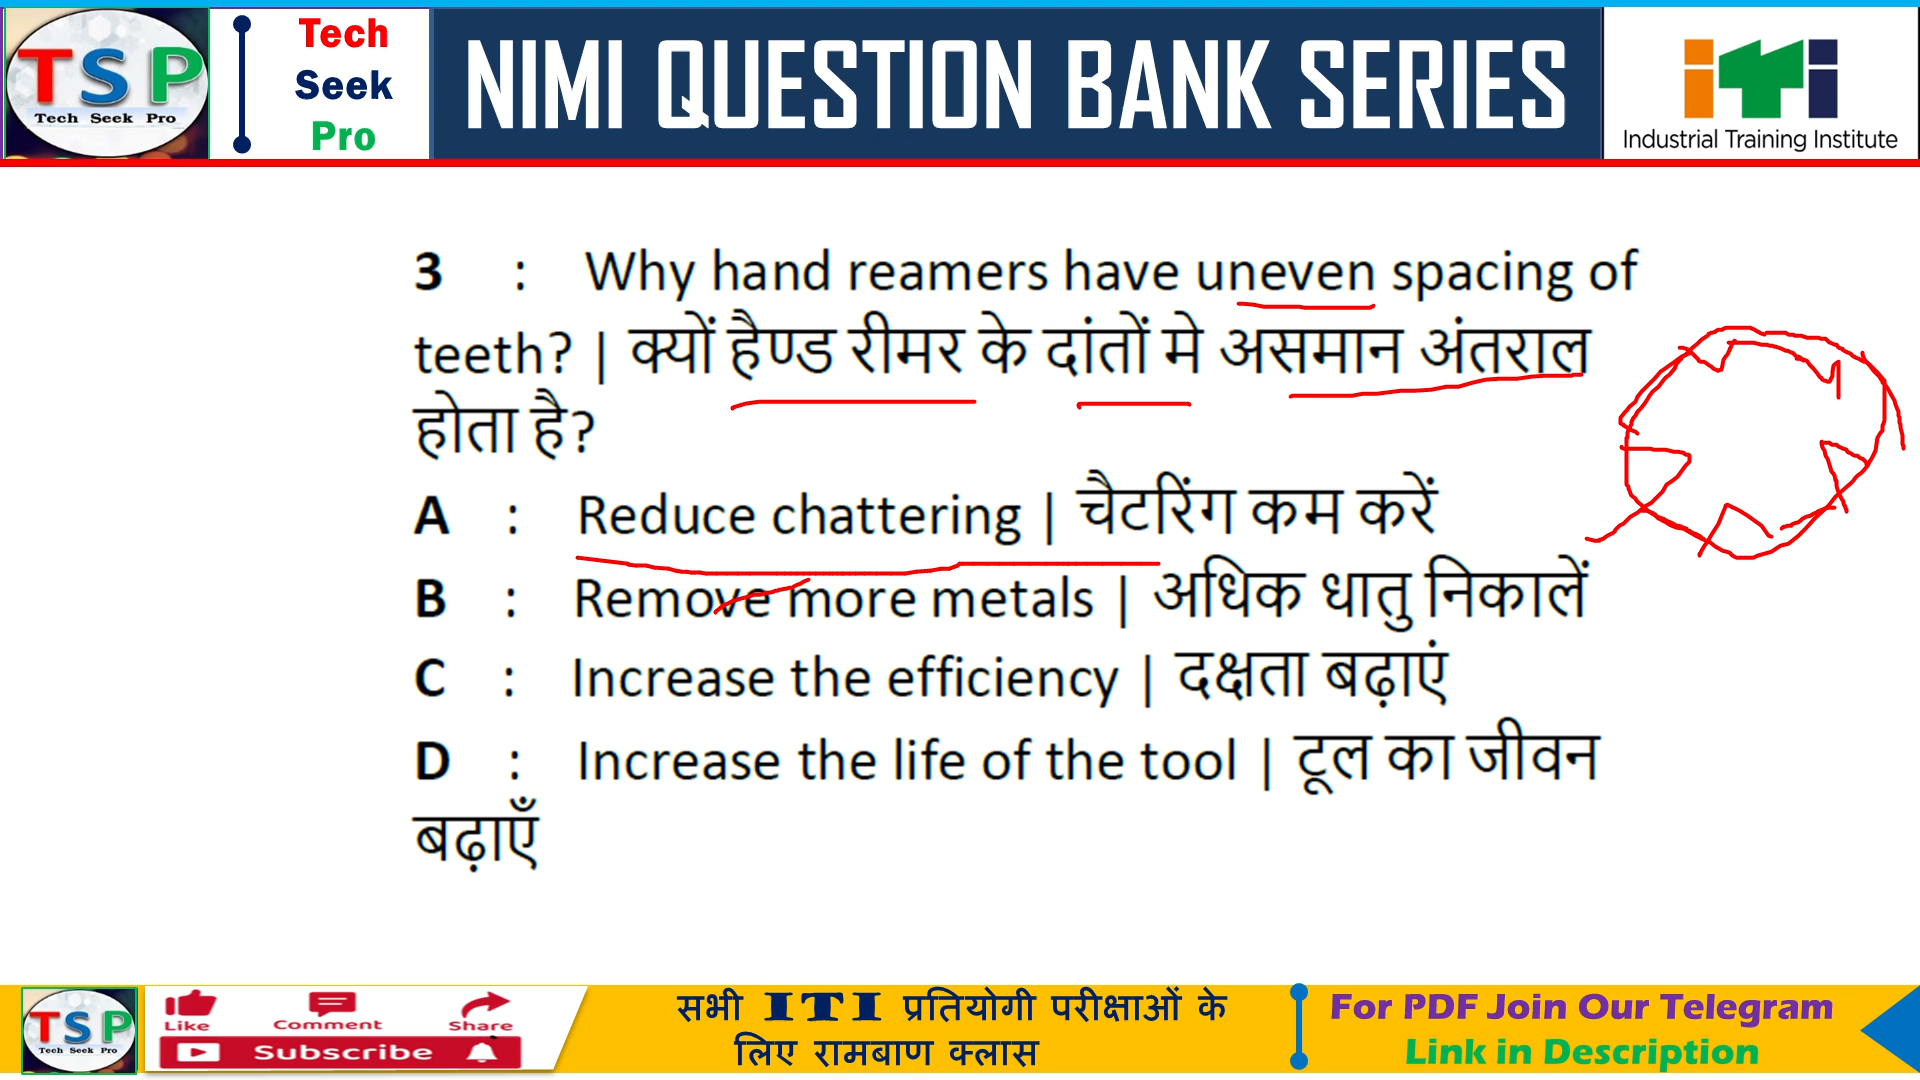 TSP
Tech Seek Pro
Tech
Seek
Pro
NIMI QUESTION BANK SERIES
iTi
Industrial Training Institute
3 : Why hand reamers have uneven spacing of
teeth? | क्यों हैण्ड रीमर के दांतों मे असमान अंतराल
होता है?
A : Reduce chattering | चैटरिंग कम करें
B : Remove more metals | अधिक धातु निकालें
C : Increase the efficiency | दक्षता बढ़ाएं
D : Increase the life of the tool | टूल का जीवन
बढ़ाएँ
TSP
Tech Seek Pro
Like Comment Share
Subscribe
सभी ITI प्रतियोगी परीक्षाओं के
लिए रामबाण क्लास
For PDF Join Our Telegram
Link in Description